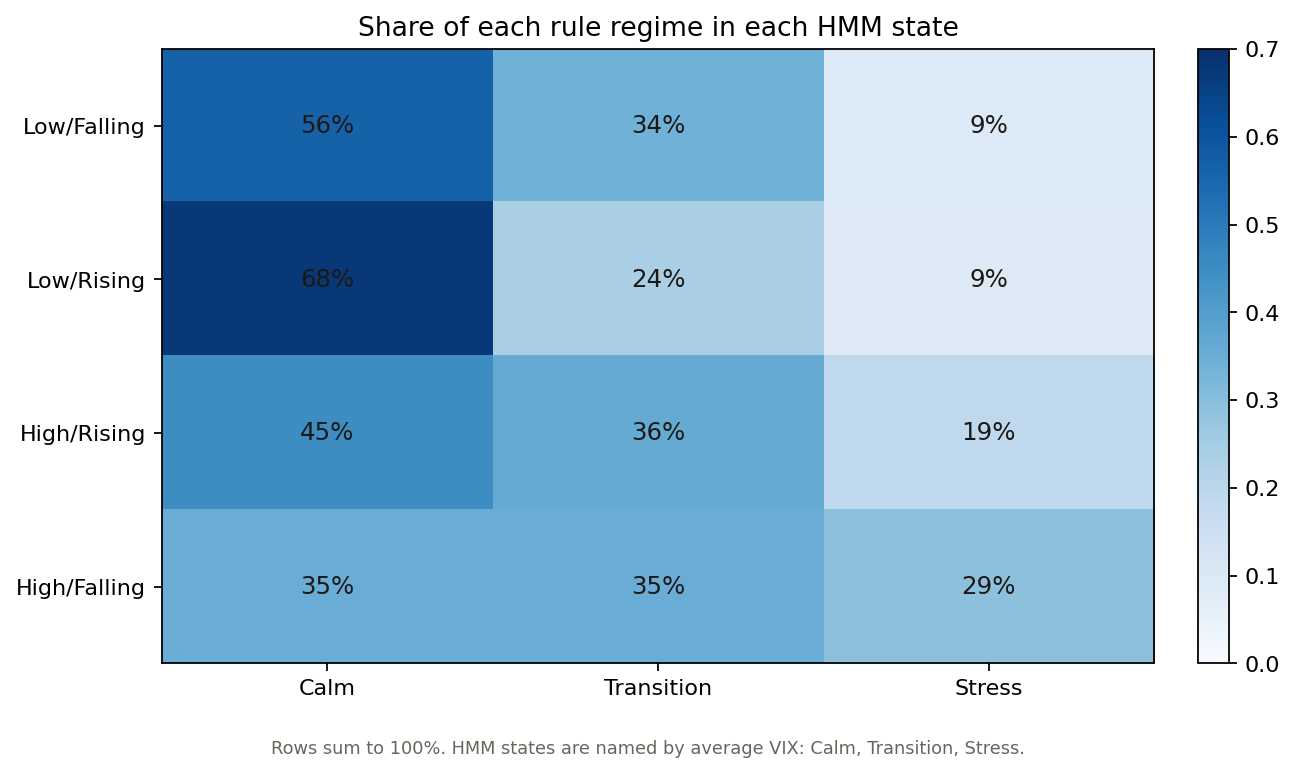 Share of each rule regime in each HMM state
Low/Falling 56% 34% 9%
Low/Rising 68% 24% 9%
High/Rising 45% 36% 19%
High/Falling 35% 35% 29%
Calm Transition Stress
0.7
0.6
0.5
0.4
0.3
0.2
0.1
0.0
Rows sum to 100%. HMM states are named by average VIX: Calm, Transition, Stress.